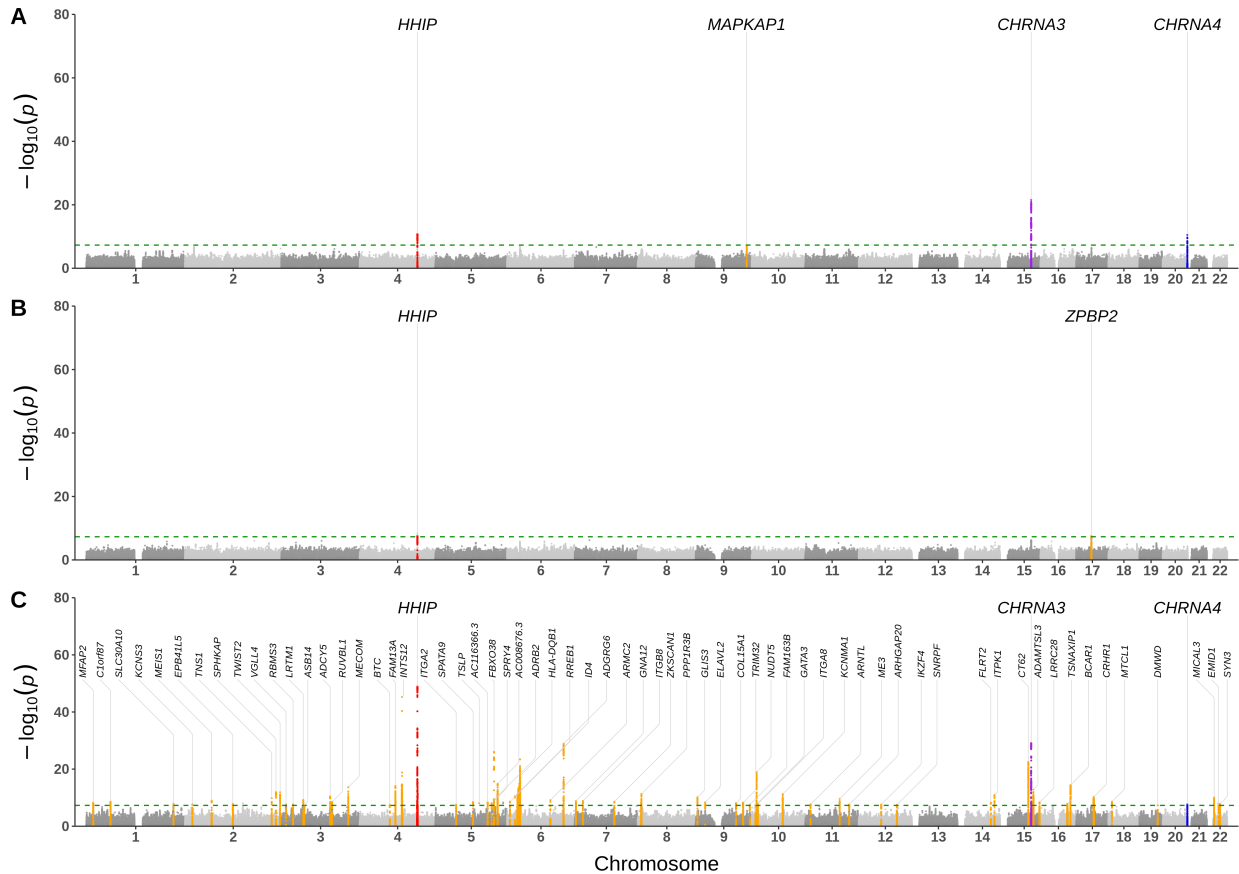 A
HHIP MAPKAP1 CHRNA3 CHRNA4
80
60
40
20
0
− log10(p)
1 2 3 4 5 6 7 8 9 10 11 12 13 14 15 16 17 18 19 20 21 22
B
HHIP ZPBP2
80
60
40
20
0
− log10(p)
1 2 3 4 5 6 7 8 9 10 11 12 13 14 15 16 17 18 19 20 21 22
C
HHIP CHRNA3 CHRNA4
MFAP2 C1orf87 SLC30A10 KCNS3 MEIS1 EPB41L5 TNS1 SPHKAP TWIST2 VGLL4 RBMS3 LRTM1 ASB14 ADCY5 RUVBL1 MECOM BTC FAM13A INTS12 ITGA2 SPATA9 TSLP AC116366.3 FBXO38 SPRY4 AC008676.3 ADRB2 HLA-DQB1 RREB1 ID4 ADGRG6 ARMC2 GNA12 ITGB8 ZKSCAN1 PPP1R3B GLIS3 ELAVL2 COL15A1 TRIM32 NUDT5 FAM163B GATA3 ITGA8 KCNMA1 ARNTL ME3 ARHGAP20 IKZF4 SNRPF FLRT2 ITPK1 CT62 ADAMTSL3 LRRC28 TSNAXIP1 BCAR1 CRHR1 MTCL1 DMWD MICAL3 EMID1 SYN3
80
60
40
20
0
− log10(p)
1 2 3 4 5 6 7 8 9 10 11 12 13 14 15 16 17 18 19 20 21 22
Chromosome